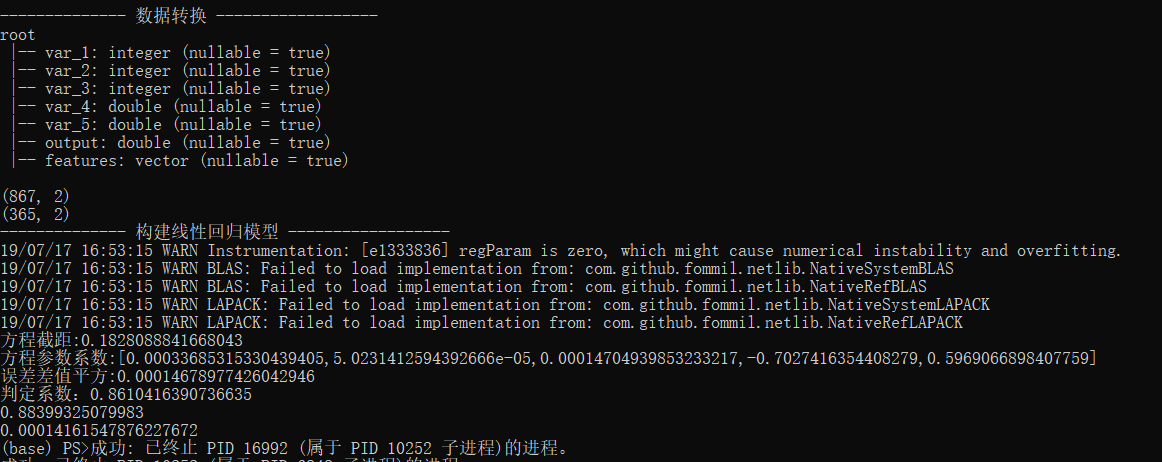 -------------- 数据转换 ------------------
root
 |-- var_1: integer (nullable = true)
 |-- var_2: integer (nullable = true)
 |-- var_3: integer (nullable = true)
 |-- var_4: double (nullable = true)
 |-- var_5: double (nullable = true)
 |-- output: double (nullable = true)
 |-- features: vector (nullable = true)
(867, 2)
(365, 2)
-------------- 构建线性回归模型 ------------------
19/07/17 16:53:15 WARN Instrumentation: [e1333836] regParam is zero, which might cause numerical instability and overfitting.
19/07/17 16:53:15 WARN BLAS: Failed to load implementation from: com.github.fommil.netlib.NativeSystemBLAS
19/07/17 16:53:15 WARN BLAS: Failed to load implementation from: com.github.fommil.netlib.NativeRefBLAS
19/07/17 16:53:15 WARN LAPACK: Failed to load implementation from: com.github.fommil.netlib.NativeSystemLAPACK
19/07/17 16:53:15 WARN LAPACK: Failed to load implementation from: com.github.fommil.netlib.NativeRefLAPACK
方程截距:0.1828088841668043
方程参数系数:[0.00033685315330439405,5.0231412594392666e-05,0.00014704939853233217,-0.7027416354408279,0.5969066898407759]
误差差值平方:0.00014678977426042946
判定系数：0.8610416390736635
0.88399325079983
0.00014161547876227672
(base) PS>成功: 已终止 PID 16992 (属于 PID 10252 子进程)的进程。